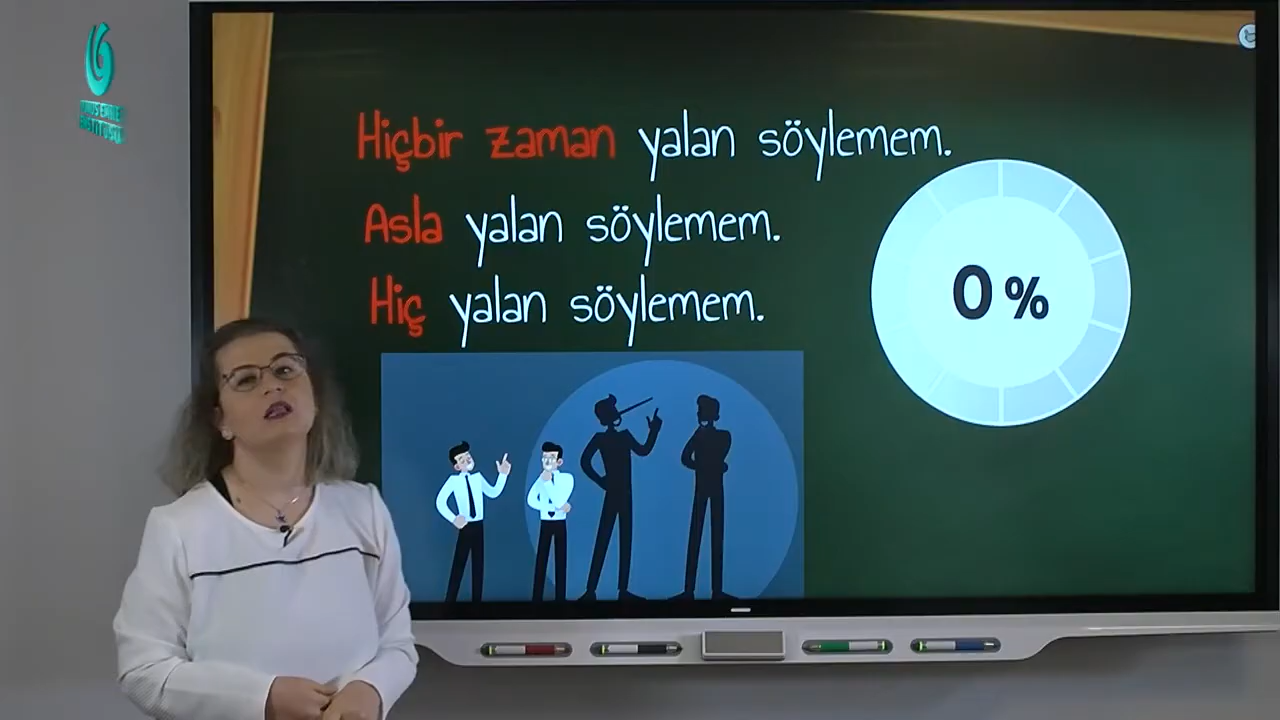 Hiçbir zaman yalan söylemem.
Asla yalan söylemem.
Hiç yalan söylemem.
0 %